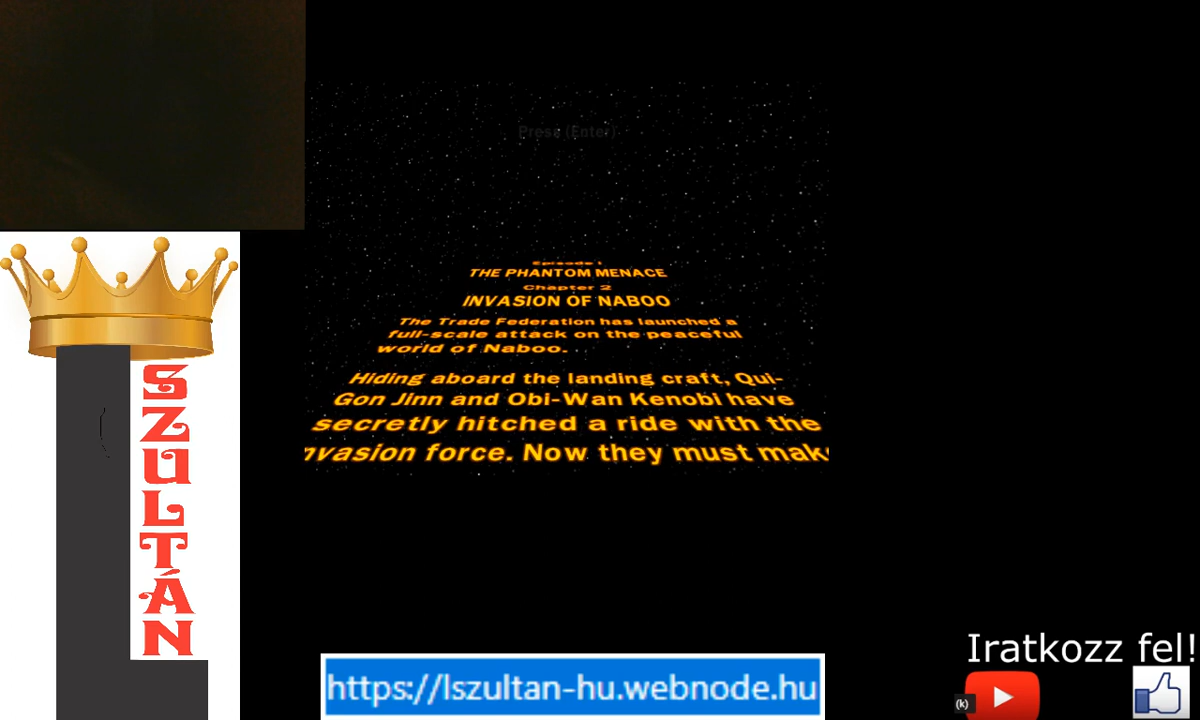 Press (Enter)
Episode I
THE PHANTOM MENACE
Chapter 2
INVASION OF NABOO
The Trade Federation has launched a
full-scale attack on the peaceful
world of Naboo.
Hiding aboard the landing craft, Qui-
Gon Jinn and Obi-Wan Kenobi have
secretly hitched a ride with the
nvasion force. Now they must mak
L
SZULTÁN
https://lszultan-hu.webnode.hu
Iratkozz fel!
(k)